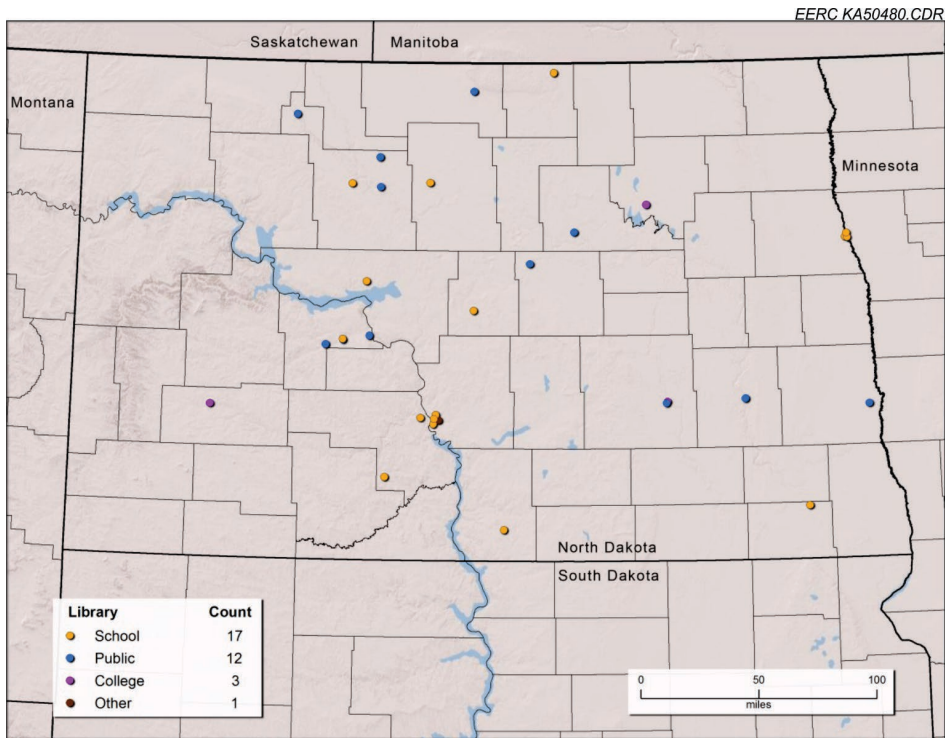 EERC KA50480.CDR
Saskatchewan
Manitoba
Montana
Minnesota
North Dakota
South Dakota
Library Count
School 17
Public 12
College 3
Other 1
0 50 100
miles